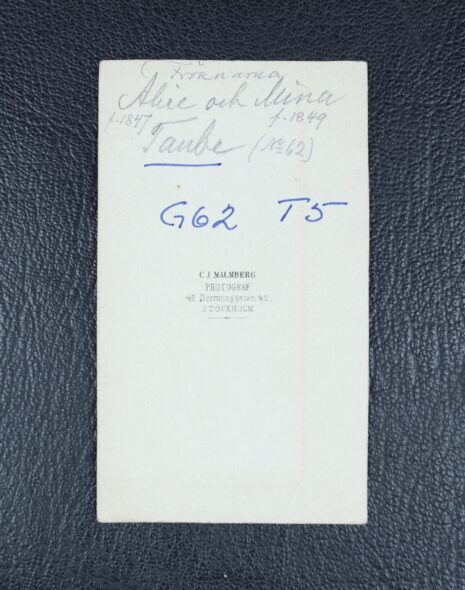 Fröknarna
Alice och Mina
f. 1847 f. 1849
Taube (No 62)
G62 T5
C. J. MALMBERG
PHOTOGRAF
42 Drottninggatan 42
STOCKHOLM